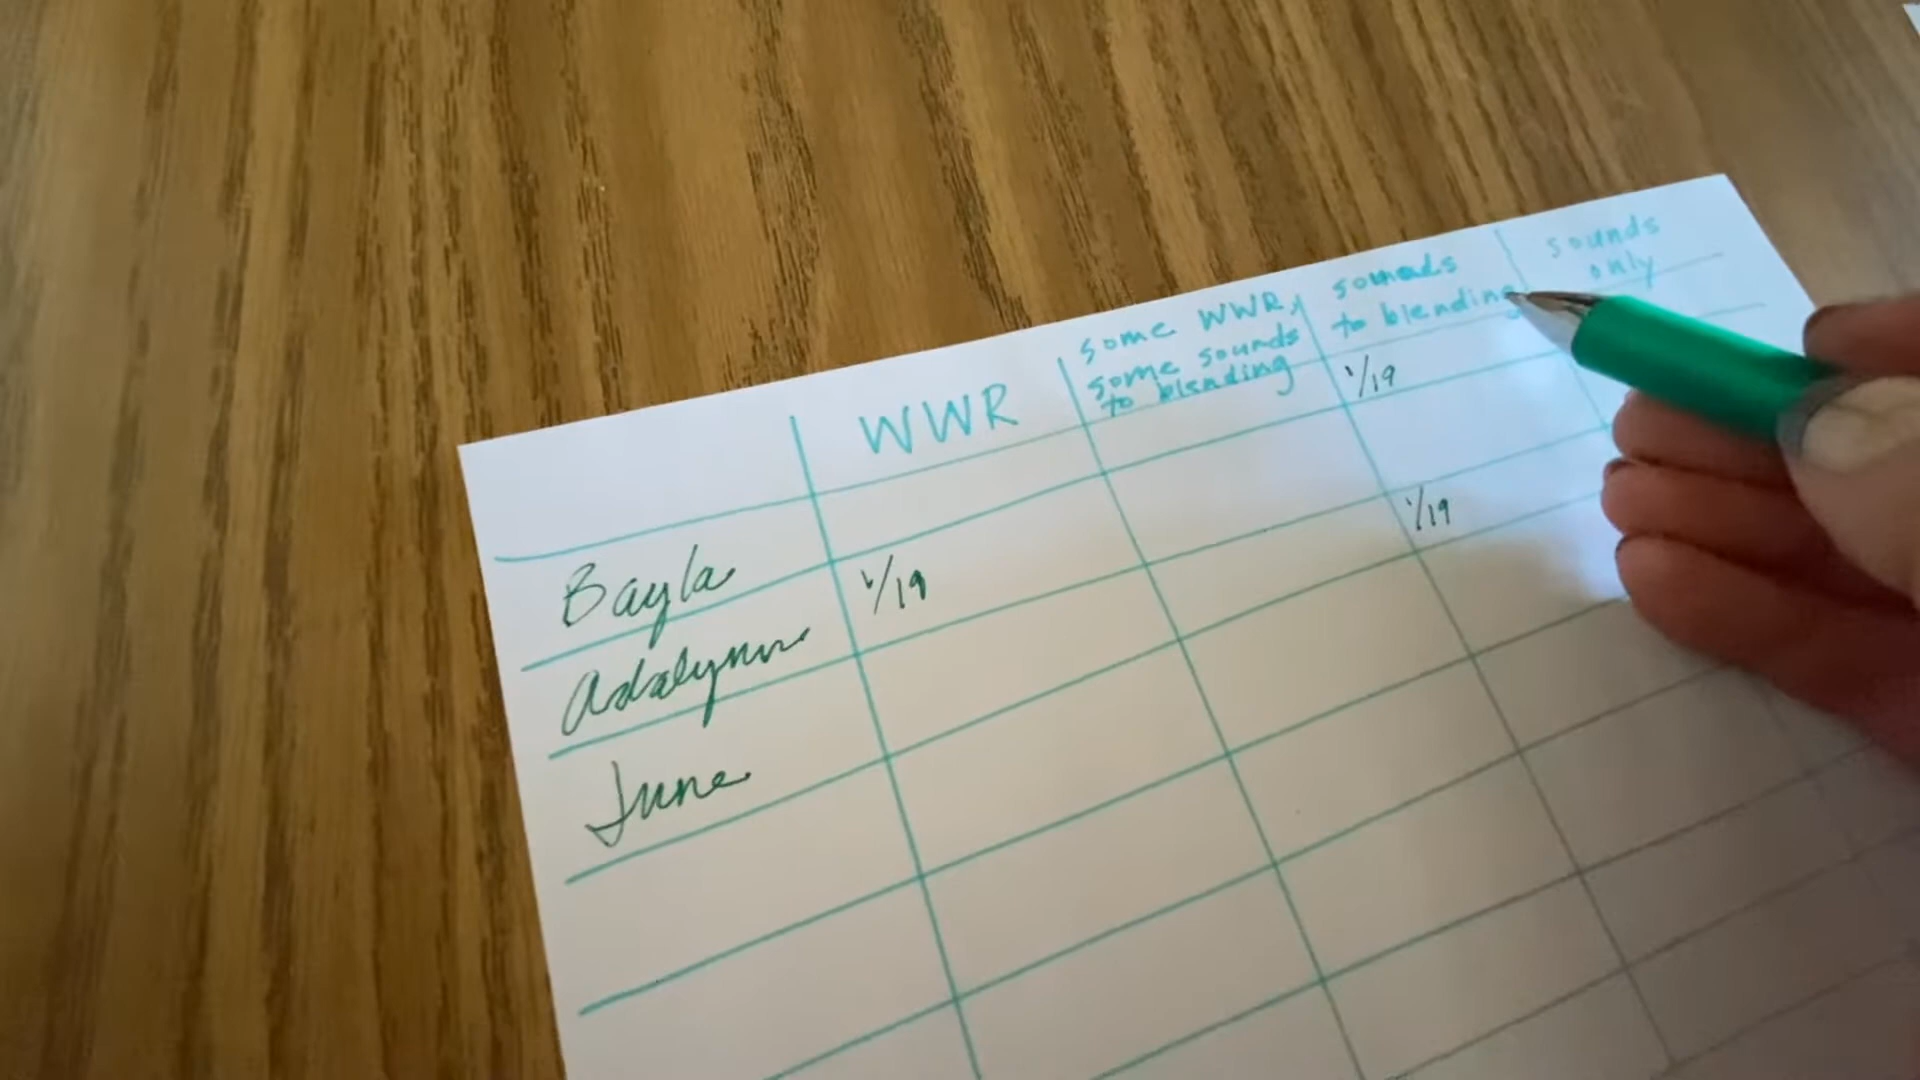 WWR
some WWR,
some sounds
to blending
sounds
to blending
sounds
only
Bayla
1/19
Adalynn
1/19
June
1/19